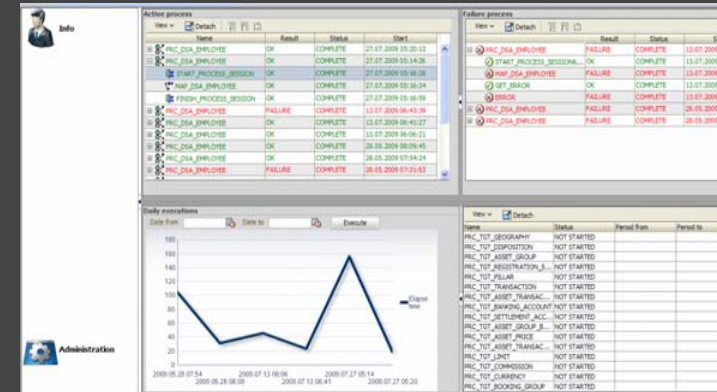 Info
Administration
Active process
View Detach
Name Result Status Start
PRC_DSA_EMPLOYEE OK COMPLETE 27.07.2009 05:20:12
PRC_DSA_EMPLOYEE OK COMPLETE 27.07.2009 05:14:26
START_PROCESS_SESSION OK COMPLETE 27.07.2009 05:16:28
MAP_DSA_EMPLOYEE OK COMPLETE 27.07.2009 05:16:34
FINISH_PROCESS_SESSION OK COMPLETE 27.07.2009 05:16:59
PRC_DSA_EMPLOYEE FAILURE COMPLETE 13.07.2009 06:43:36
PRC_DSA_EMPLOYEE OK COMPLETE 13.07.2009 06:41:27
PRC_DSA_EMPLOYEE OK COMPLETE 13.07.2009 06:06:21
PRC_DSA_EMPLOYEE OK COMPLETE 28.05.2009 08:09:45
PRC_DSA_EMPLOYEE OK COMPLETE 28.05.2009 07:54:24
PRC_DSA_EMPLOYEE FAILURE COMPLETE 28.05.2009 07:31:53
Failure process
View Detach
Result Status
PRC_DSA_EMPLOYEE FAILURE COMPLETE 13.07.2009
START_PROCESS_SESSION... OK COMPLETE 13.07.2009
MAP_DSA_EMPLOYEE FAILURE COMPLETE 13.07.2009
GET_ERROR OK COMPLETE 13.07.2009
ERROR FAILURE COMPLETE 13.07.2009
PRC_DSA_EMPLOYEE FAILURE COMPLETE 28.05.2009
PRC_DSA_EMPLOYEE FAILURE COMPLETE 28.05.2009
Daily executions
Date from Date to Execute
180
160
140
120
100
80
60
40
20
0
Elapse time
2009.05.28 07:54
2009.05.28 08:09
2009.07.13 06:06
2009.07.13 06:41
2009.07.27 05:14
2009.07.27 05:20
View Detach
Name Status Period from Period to
PRC_TGT_GEOGRAPHY NOT STARTED
PRC_TGT_DISPOSITION NOT STARTED
PRC_TGT_ASSET_GROUP NOT STARTED
PRC_TGT_REGISTRATION_S... NOT STARTED
PRC_TGT_PILLAR NOT STARTED
PRC_TGT_TRANSACTION NOT STARTED
PRC_TGT_ASSET_TRANSAC... NOT STARTED
PRC_TGT_BANKING_ACCOUNT NOT STARTED
PRC_TGT_SETTLEMENT_ACC... NOT STARTED
PRC_TGT_ASSET_GROUP_B... NOT STARTED
PRC_TGT_ASSET_PRICE NOT STARTED
PRC_TGT_ASSET_TRANSAC... NOT STARTED
PRC_TGT_LIMIT NOT STARTED
PRC_TGT_COMMISSION NOT STARTED
PRC_TGT_CURRENCY NOT STARTED
PRC_TGT_BOOKING_GROUP NOT STARTED